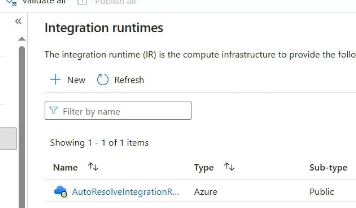 Validate all Publish all
Integration runtimes
The integration runtime (IR) is the compute infrastructure to provide the
New Refresh
Filter by name
Showing 1 - 1 of 1 items
Name Type Sub-type
AutoResolveIntegrationR... Azure Public